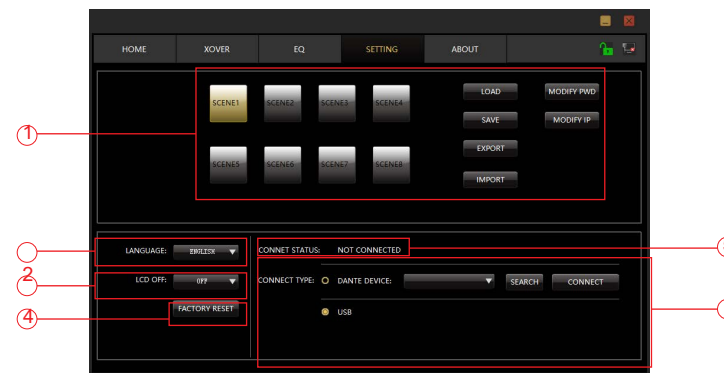 HOME XOVER EQ SETTING ABOUT
SCENE1 SCENE2 SCENE3 SCENE4 LOAD MODIFY PWD
SAVE MODIFY IP
1
EXPORT
SCENE5 SCENE6 SCENE7 SCENE8
IMPORT
LANGUAGE: ENGLISH CONNET STATUS: NOT CONNECTED
2
LCD OFF: OFF CONNECT TYPE: DANTE DEVICE: SEARCH CONNECT
4 FACTORY RESET USB